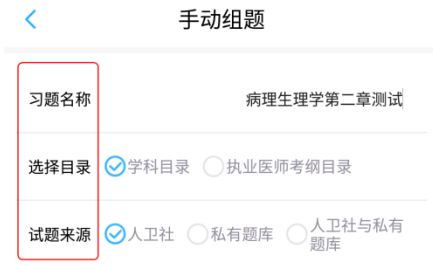 手动组题
习题名称 病理生理学第二章测试
选择目录 学科目录 执业医师考纲目录
试题来源 人卫社 私有题库 人卫社与私有
题库